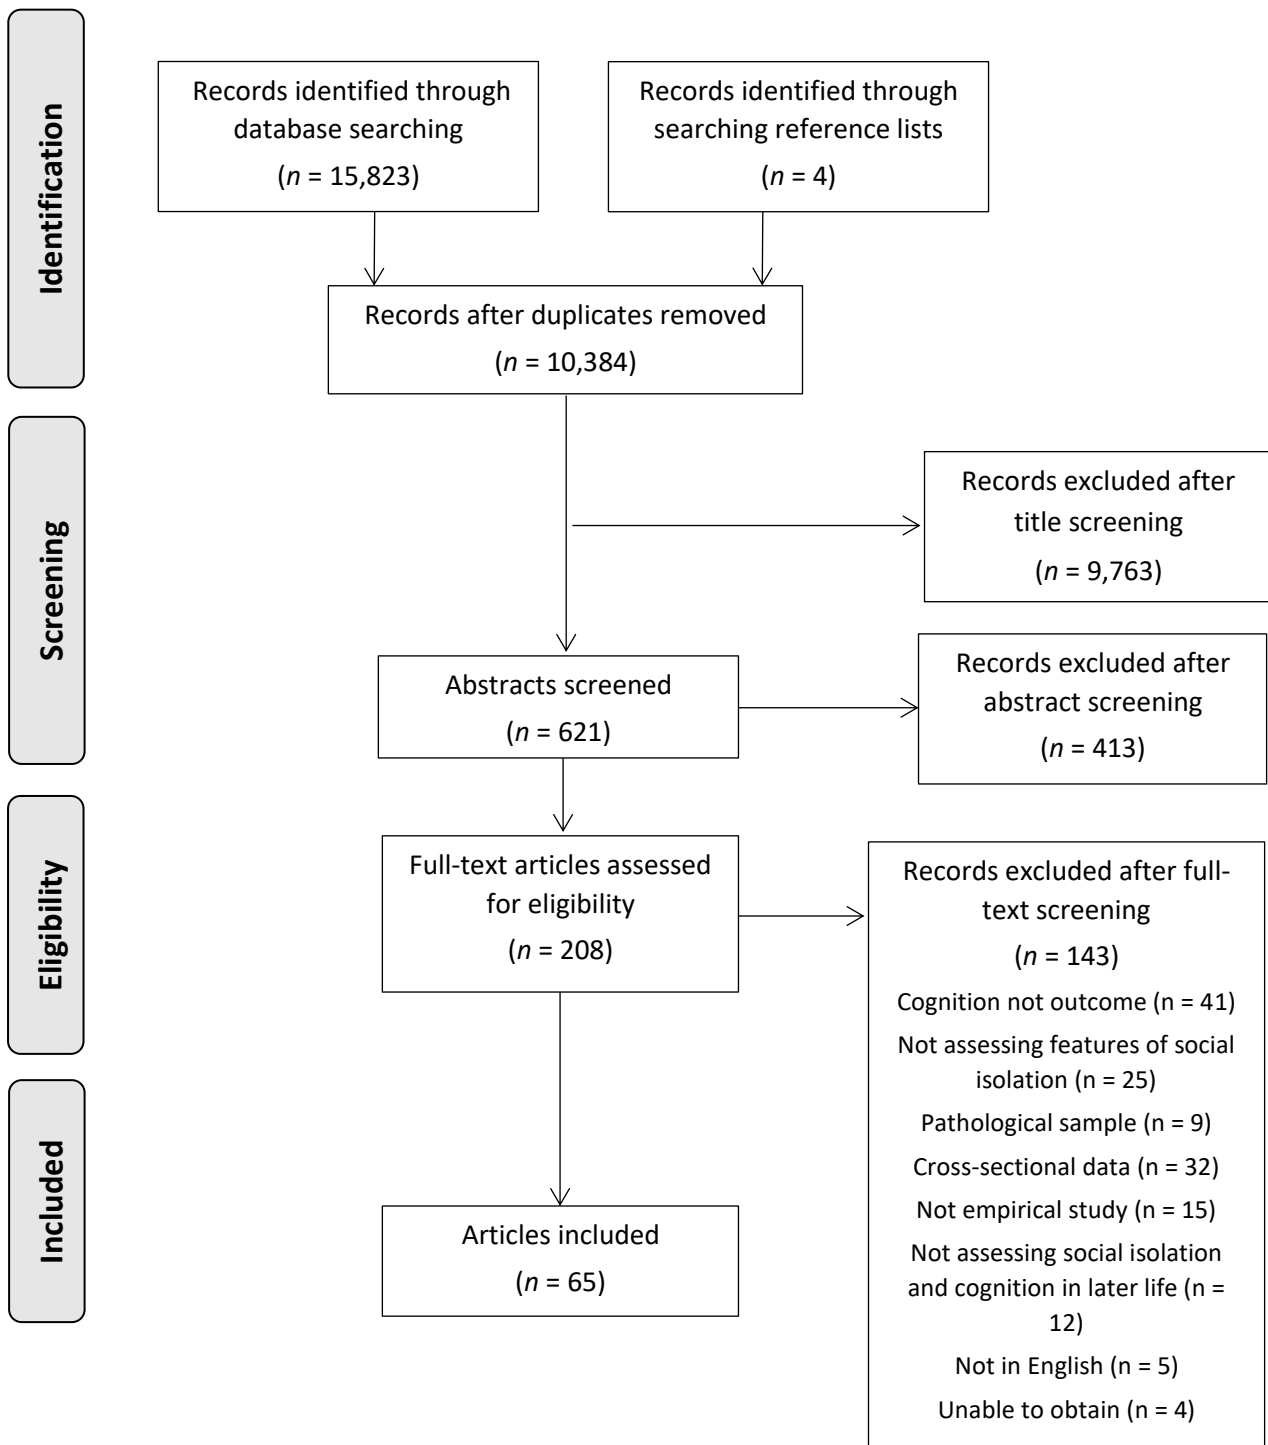 Identification
Records identified through
database searching
(n = 15,823)
Records identified through
searching reference lists
(n = 4)
Records after duplicates removed
(n = 10,384)
Screening
Records excluded after
title screening
(n = 9,763)
Abstracts screened
(n = 621)
Records excluded after
abstract screening
(n = 413)
Eligibility
Full-text articles assessed
for eligibility
(n = 208)
Records excluded after full-
text screening
(n = 143)
Cognition not outcome (n = 41)
Not assessing features of social
isolation (n = 25)
Pathological sample (n = 9)
Cross-sectional data (n = 32)
Not empirical study (n = 15)
Not assessing social isolation
and cognition in later life (n =
12)
Not in English (n = 5)
Unable to obtain (n = 4)
Included
Articles included
(n = 65)